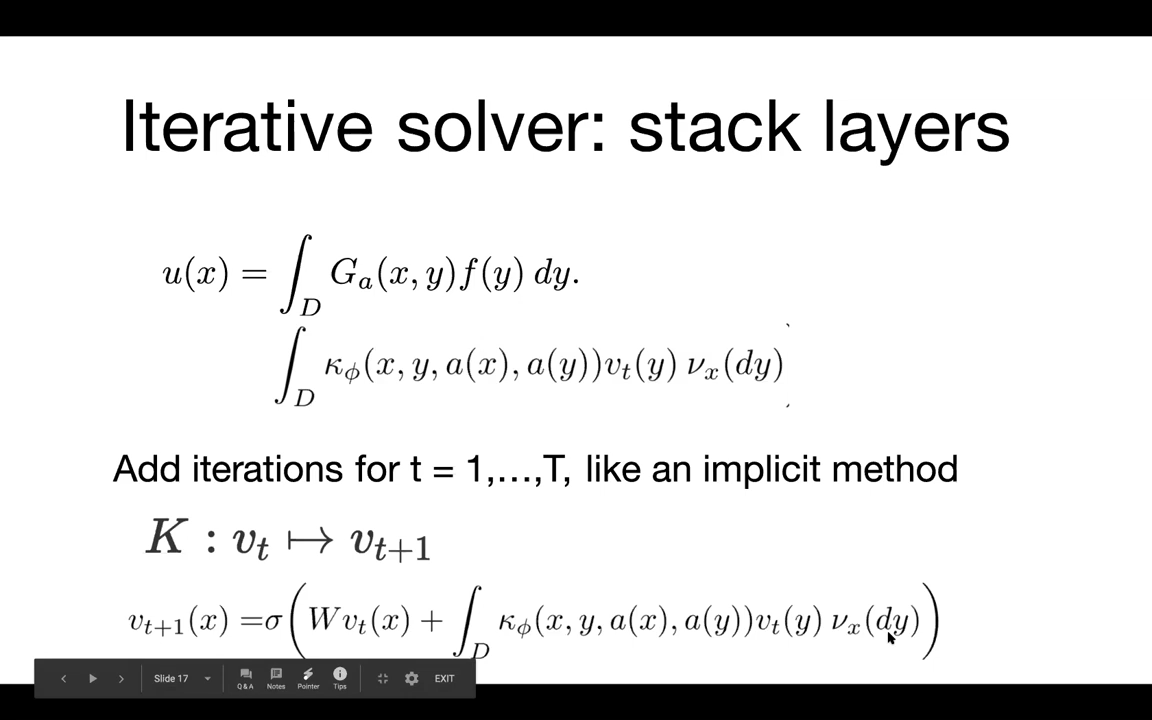 Iterative solver: stack layers
u(x) = ∫_D G_a(x, y)f(y) dy.
∫_D κ_ϕ(x, y, a(x), a(y))v_t(y) ν_x(dy)
Add iterations for t = 1,...,T, like an implicit method
K : v_t ↦ v_{t+1}
v_{t+1}(x) =σ(Wv_t(x) + ∫_D κ_ϕ(x, y, a(x), a(y))v_t(y) ν_x(dy))
Slide 17
Q&A
Notes
Pointer
Tips
EXIT